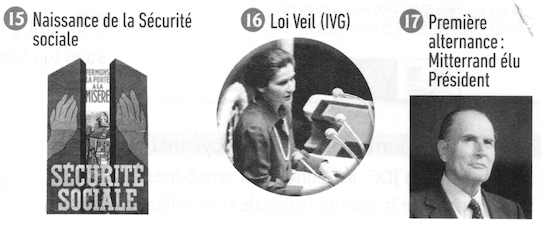 15 Naissance de la Sécurité
sociale
FERMONS
LA PORTE
A LA
MISÈRE
SÉCURITÉ
SOCIALE
16 Loi Veil (IVG)
17 Première
alternance :
Mitterrand élu
Président